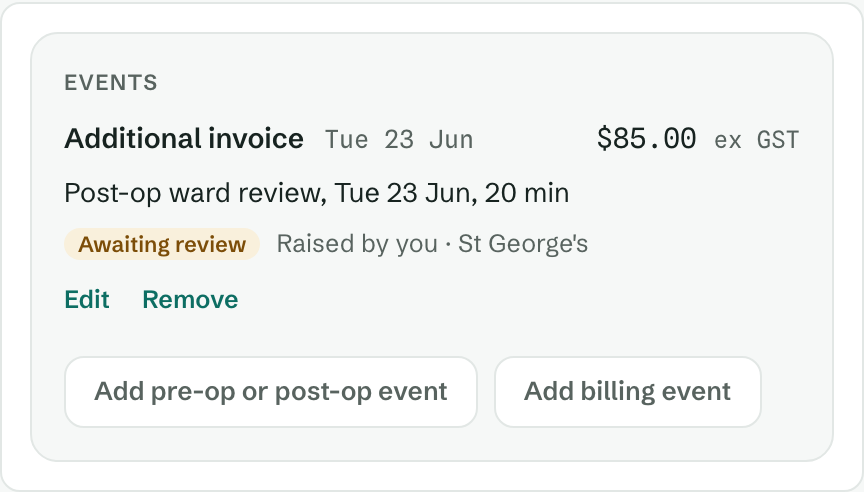 EVENTS
Additional invoice Tue 23 Jun $85.00 ex GST
Post-op ward review, Tue 23 Jun, 20 min
Awaiting review Raised by you · St George's
Edit Remove
Add pre-op or post-op event Add billing event